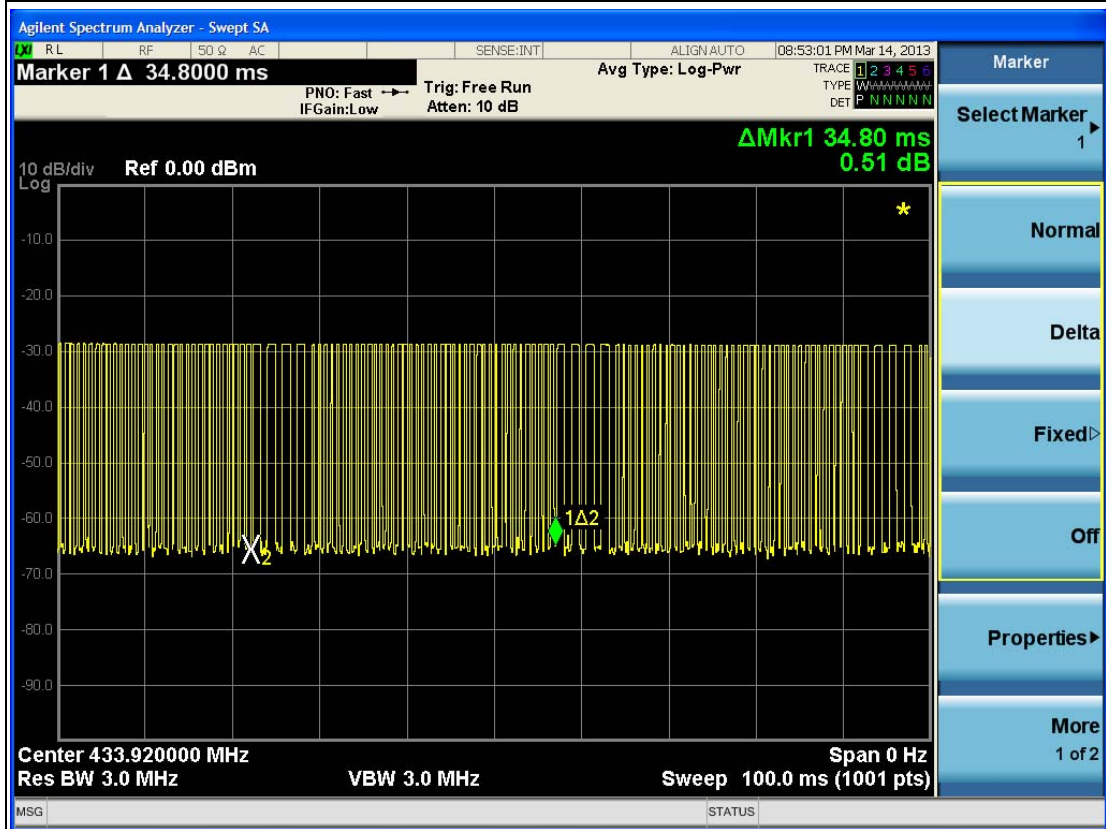 Agilent Spectrum Analyzer - Swept SA
LXI RL RF 50 Ω AC SENSE:INT ALIGN AUTO 08:53:01 PM Mar 14, 2013
Marker 1 Δ 34.8000 ms
PNO: Fast
IFGain:Low
Trig: Free Run
Atten: 10 dB
Avg Type: Log-Pwr
TRACE 1 2 3 4 5 6
TYPE W
DET P N N N N N
ΔMkr1 34.80 ms
0.51 dB
10 dB/div Ref 0.00 dBm
Log
-10.0
-20.0
-30.0
-40.0
-50.0
-60.0
-70.0
-80.0
-90.0
1Δ2
X2
Center 433.920000 MHz
Span 0 Hz
Res BW 3.0 MHz
VBW 3.0 MHz
Sweep 100.0 ms (1001 pts)
MSG
STATUS
Marker
Select Marker
1
Normal
Delta
Fixed
Off
Properties
More
1 of 2